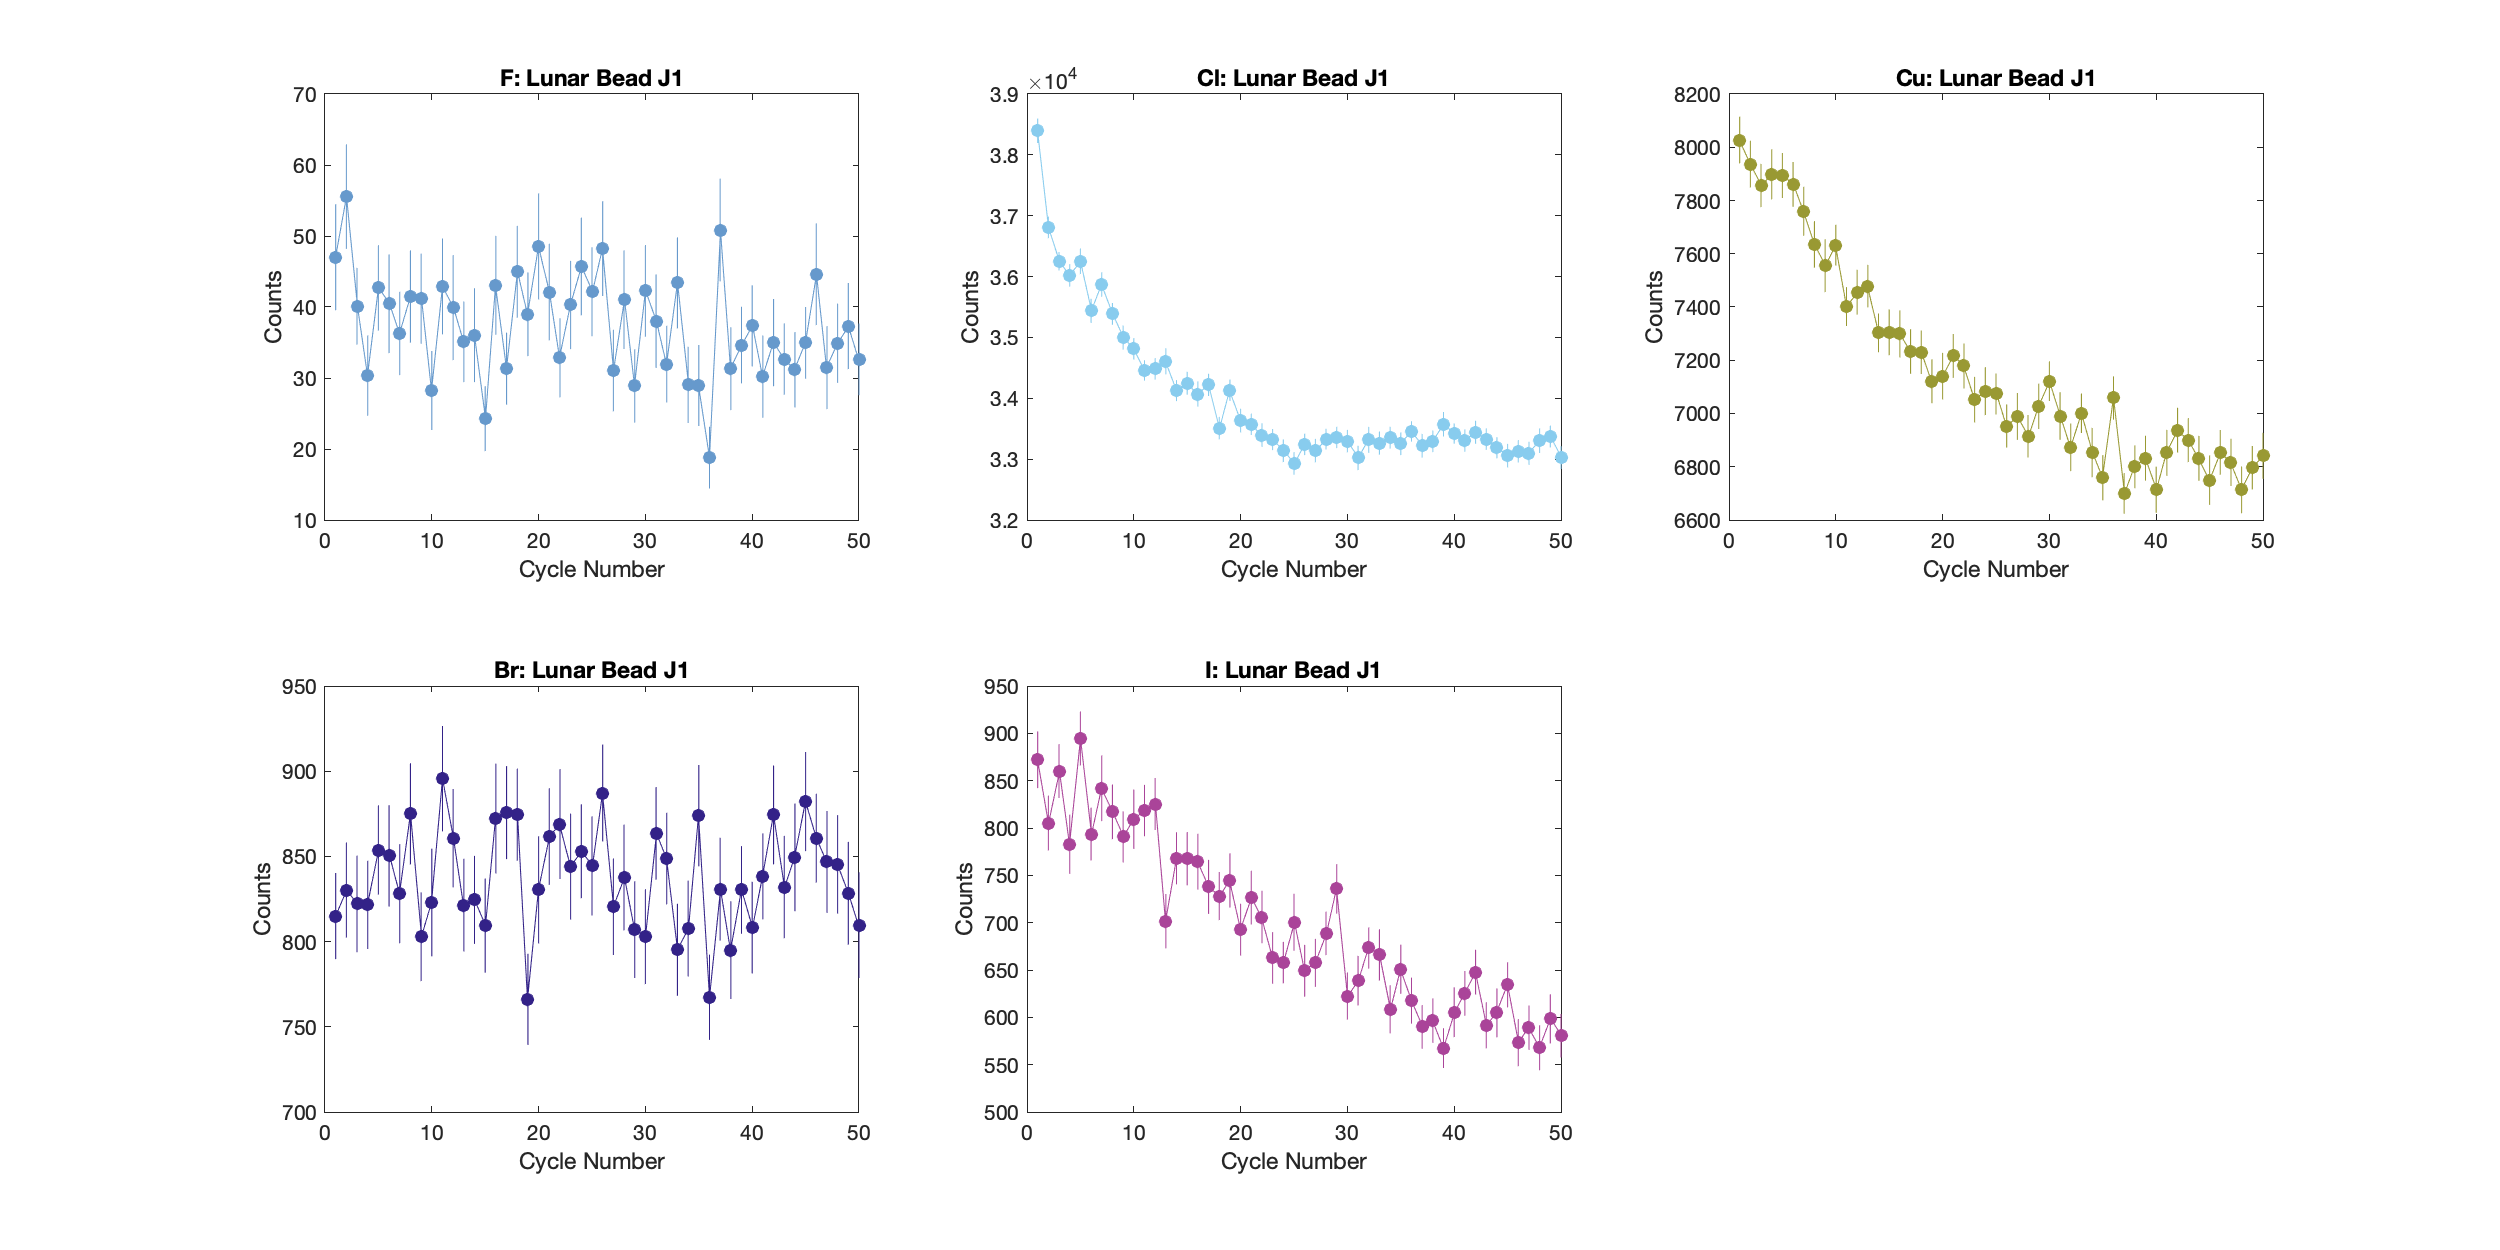 F: Lunar Bead J1
70
60
50
40
30
20
10
0 10 20 30 40 50
Counts
Cycle Number
Cl: Lunar Bead J1
×10⁴
3.9
3.8
3.7
3.6
3.5
3.4
3.3
3.2
0 10 20 30 40 50
Counts
Cycle Number
Cu: Lunar Bead J1
8200
8000
7800
7600
7400
7200
7000
6800
6600
0 10 20 30 40 50
Counts
Cycle Number
Br: Lunar Bead J1
950
900
850
800
750
700
0 10 20 30 40 50
Counts
Cycle Number
I: Lunar Bead J1
950
900
850
800
750
700
650
600
550
500
0 10 20 30 40 50
Counts
Cycle Number